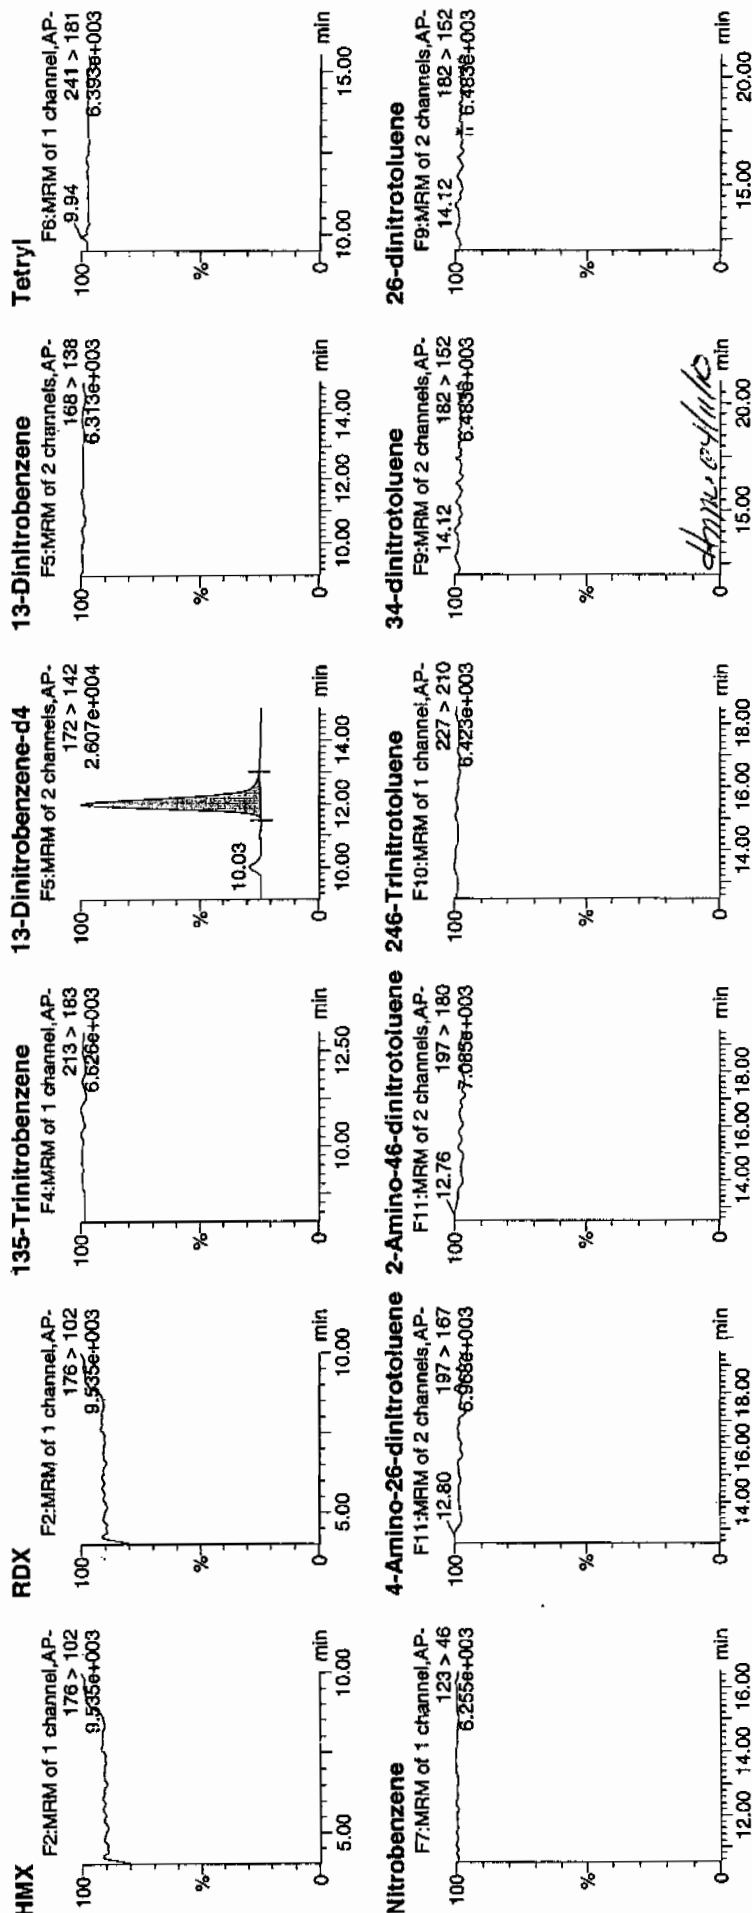 HMX
F2:MRM of 1 channel,AP-
176 > 102
9.535e+003
100
%
0
5.00
10.00
min
RDX
F2:MRM of 1 channel,AP-
176 > 102
9.535e+003
100
%
0
5.00
10.00
min
135-Trinitrobenzene
F4:MRM of 1 channel,AP-
213 > 183
6.626e+003
100
%
0
10.00
12.50
min
13-Dinitrobenzene-d4
F5:MRM of 2 channels,AP-
172 > 142
2.607e+004
100
10.03
%
0
10.00
12.00
14.00
min
13-Dinitrobenzene
F5:MRM of 2 channels,AP-
168 > 138
6.313e+003
100
%
0
10.00
12.00
14.00
min
Tetryl
F6:MRM of 1 channel,AP-
9.94
241 > 181
6.393e+003
100
%
0
10.00
15.00
min
Nitrobenzene
F7:MRM of 1 channel,AP-
123 > 46
6.255e+003
100
%
0
12.00
14.00
16.00
min
4-Amino-26-dinitrotoluene
F11:MRM of 2 channels,AP-
12.80
197 > 167
6.968e+003
100
%
0
14.00
16.00
18.00
min
2-Amino-46-dinitrotoluene
F11:MRM of 2 channels,AP-
12.76
197 > 180
7.085e+003
100
%
0
14.00
16.00
18.00
min
246-Trinitrotoluene
F10:MRM of 1 channel,AP-
227 > 210
6.423e+003
100
%
0
14.00
16.00
18.00
min
34-dinitrotoluene
F9:MRM of 2 channels,AP-
14.12
182 > 152
6.483e+003
100
%
0
15.00
20.00
min
04/11/10
26-dinitrotoluene
F9:MRM of 2 channels,AP-
14.12
182 > 152
6.483e+003
100
%
0
15.00
20.00
min